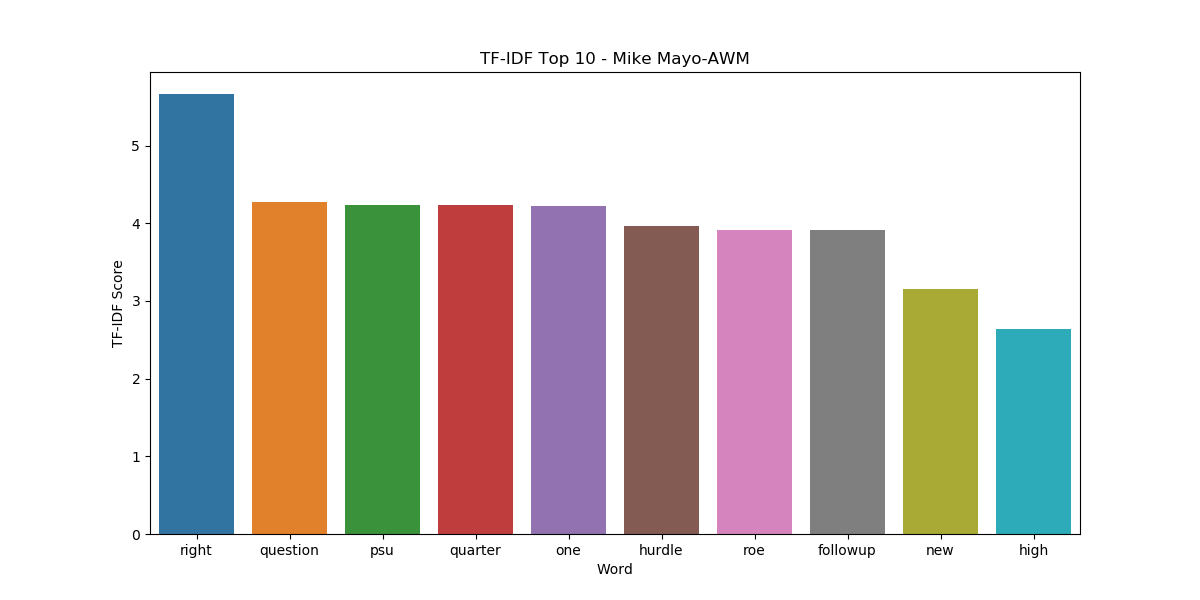 TF-IDF Top 10 - Mike Mayo-AWM
TF-IDF Score
5
4
3
2
1
0
right question psu quarter one hurdle roe followup new high
Word